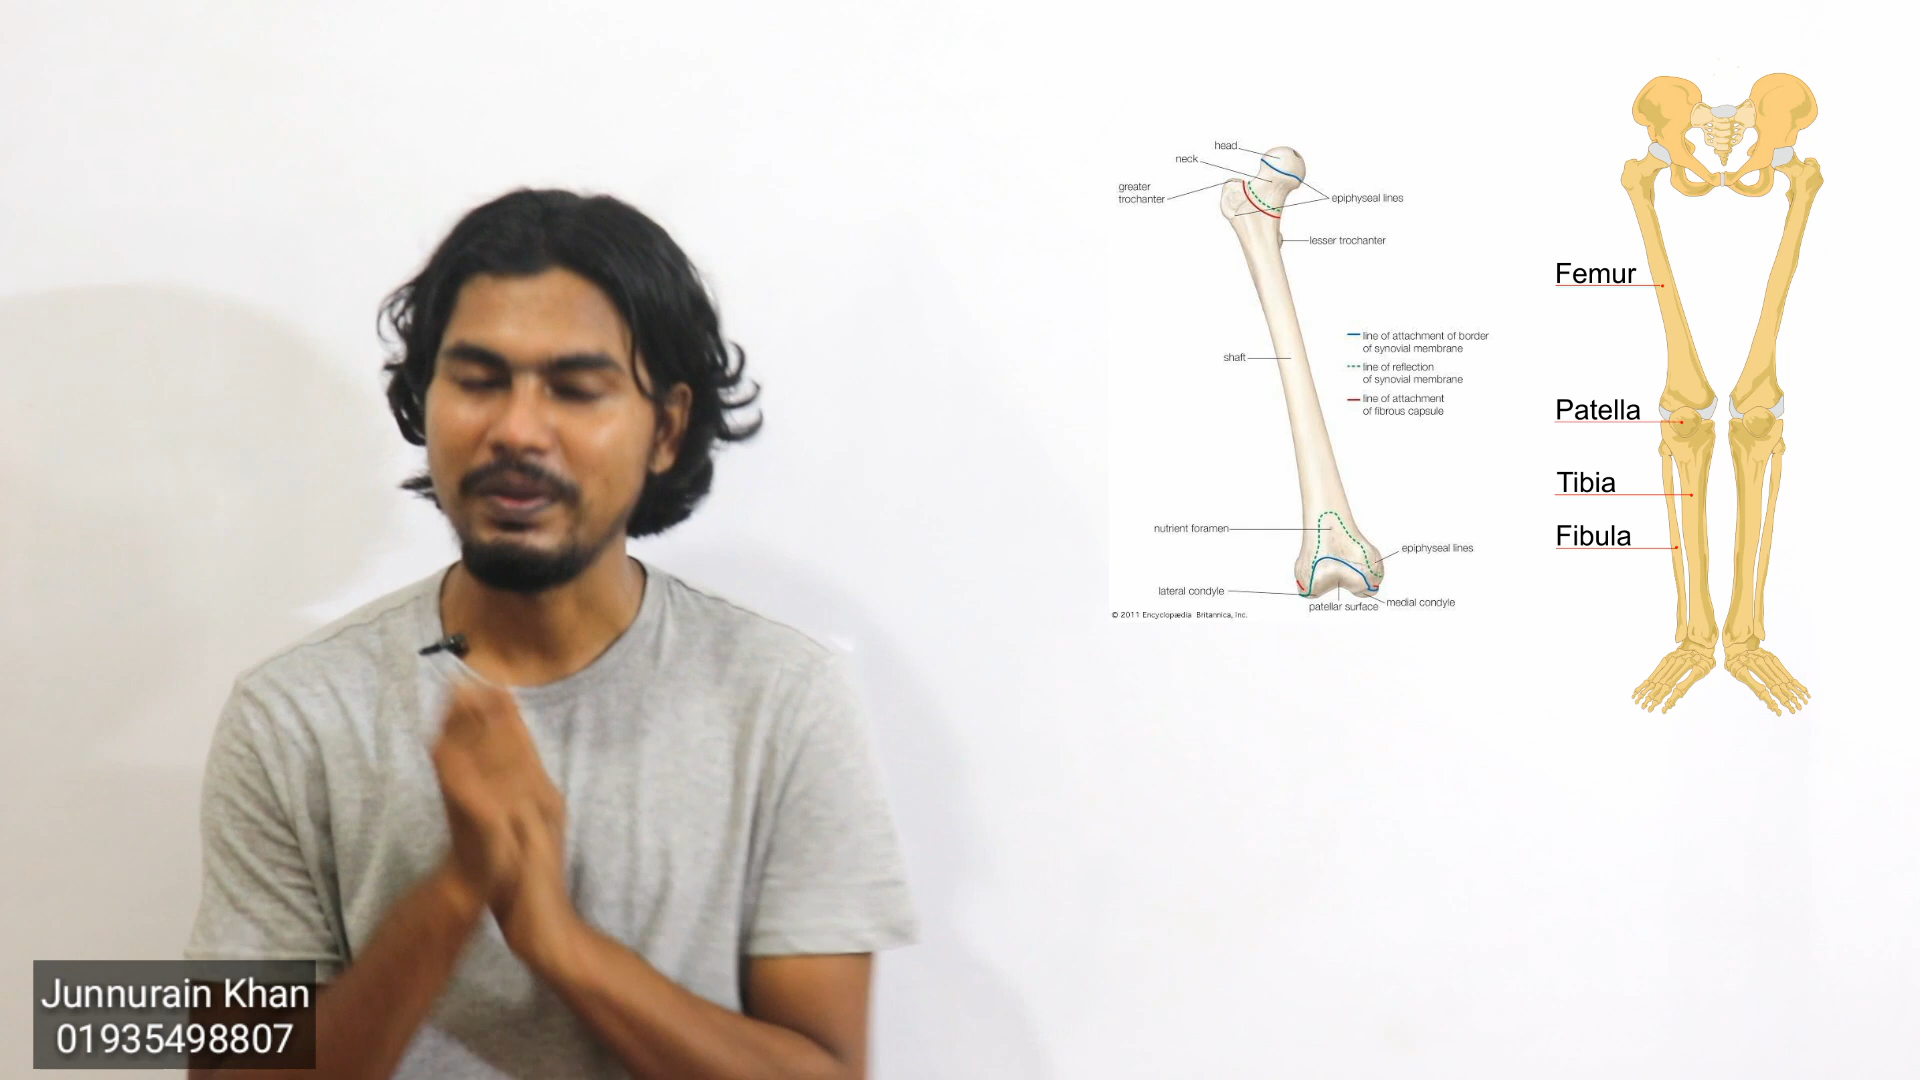 head
neck
greater
trochanter
epiphyseal lines
lesser trochanter
shaft
line of attachment of border
of synovial membrane
line of reflection
of synovial membrane
line of attachment
of fibrous capsule
nutrient foramen
epiphyseal lines
lateral condyle
patellar surface
medial condyle
© 2011 Encyclopædia Britannica, Inc.
Femur
Patella
Tibia
Fibula
Junnurain Khan
01935498807